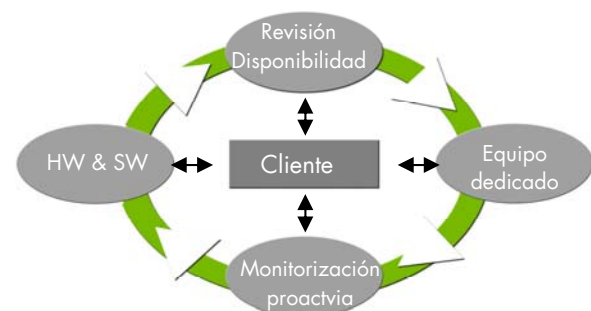 Revisión
Disponibilidad
HW & SW
Cliente
Equipo
dedicado
Monitorización
proactvia